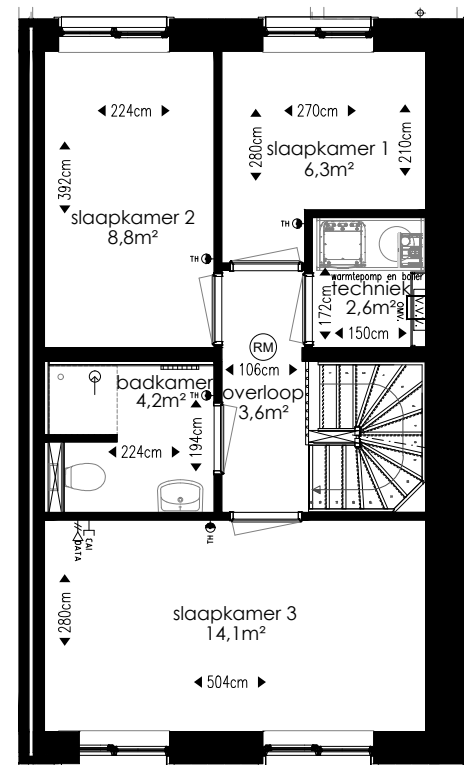 224cm
270cm
280cm
210cm
slaapkamer 1
6,3m²
392cm
slaapkamer 2
8,8m²
TH
TH
warmtepomp en boiler
techniek
2,6m²
172cm
OMV.
150cm
RM
106cm
overloop
3,6m²
badkamer
4,2m²
TH
194cm
224cm
DATA
CAI
TH
280cm
slaapkamer 3
14,1m²
504cm